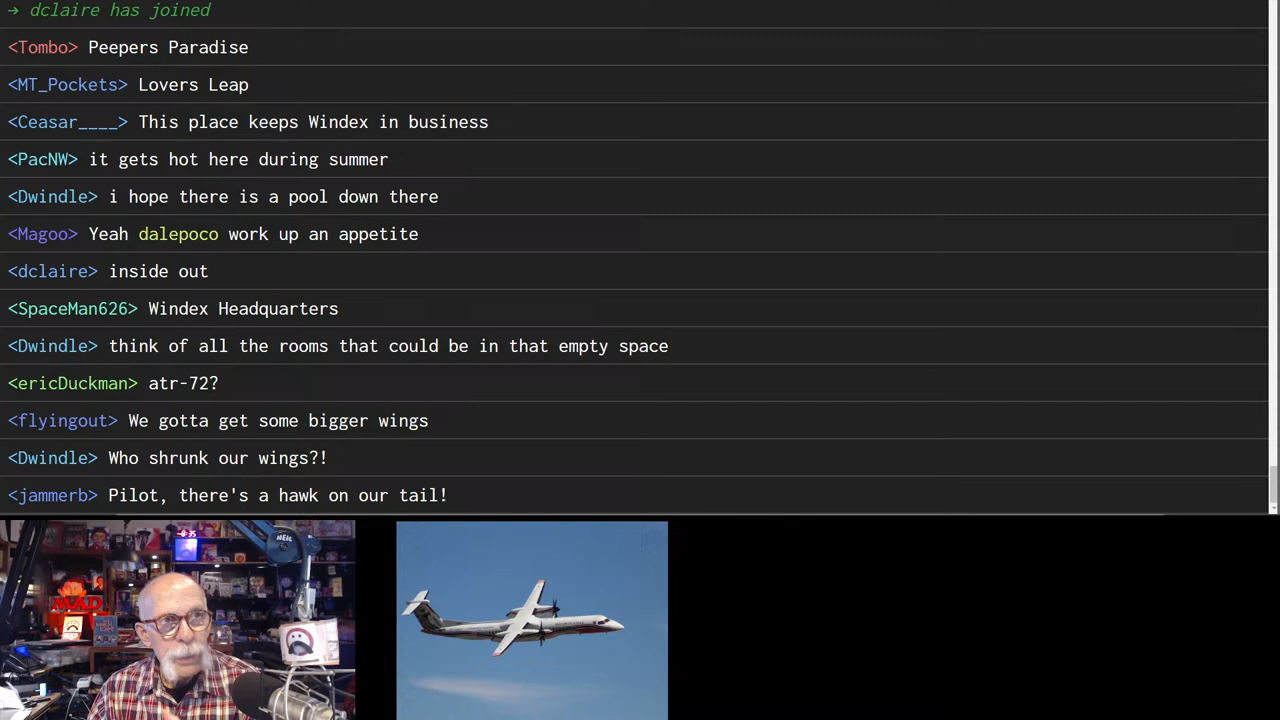 → dclaire has joined
<Tombo> Peepers Paradise
<MT_Pockets> Lovers Leap
<Ceasar____> This place keeps Windex in business
<PacNW> it gets hot here during summer
<Dwindle> i hope there is a pool down there
<Magoo> Yeah dalepoco work up an appetite
<dclaire> inside out
<SpaceMan626> Windex Headquarters
<Dwindle> think of all the rooms that could be in that empty space
<ericDuckman> atr-72?
<flyingout> We gotta get some bigger wings
<Dwindle> Who shrunk our wings?!
<jammerb> Pilot, there's a hawk on our tail!
NEIL
MAD